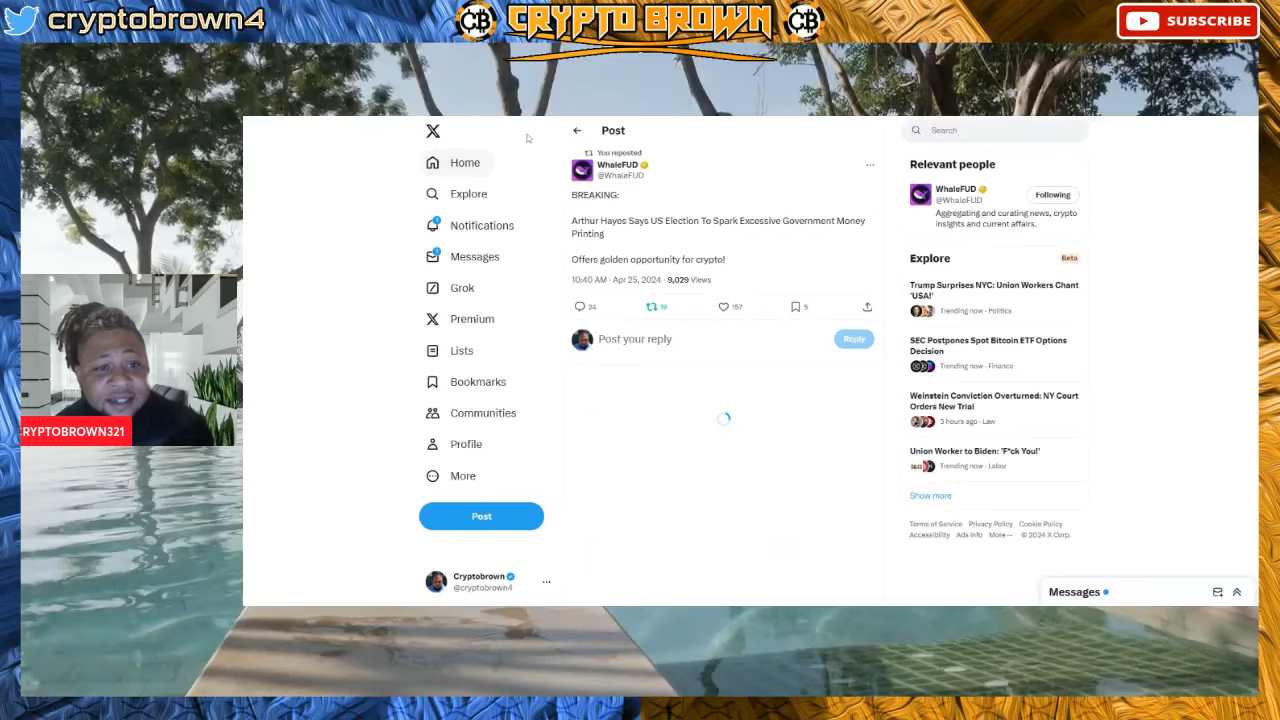 cryptobrown4
CB
CRYPTO BROWN
CB
SUBSCRIBE
Post
Search
You reposted
WhaleFUD
@WhaleFUD
BREAKING:
Arthur Hayes Says US Election To Spark Excessive Government Money
Printing
Offers golden opportunity for crypto!
10:40 AM · Apr 25, 2024 · 9,029 Views
24
19
157
5
Post your reply
Reply
Home
Explore
1
Notifications
1
Messages
Grok
Premium
Lists
Bookmarks
Communities
Profile
More
Post
Cryptobrown
@cryptobrown4
Relevant people
WhaleFUD
@WhaleFUD
Following
Aggregating and curating news, crypto
insights and current affairs.
Explore
Beta
Trump Surprises NYC: Union Workers Chant
'USA!'
Trending now · Politics
SEC Postpones Spot Bitcoin ETF Options
Decision
Trending now · Finance
Weinstein Conviction Overturned: NY Court
Orders New Trial
3 hours ago · Law
Union Worker to Biden: 'F*ck You!'
Trending now · Labor
Show more
Terms of Service Privacy Policy Cookie Policy
Accessibility Ads info More ··· © 2024 X Corp.
Messages
RYPTOBROWN321